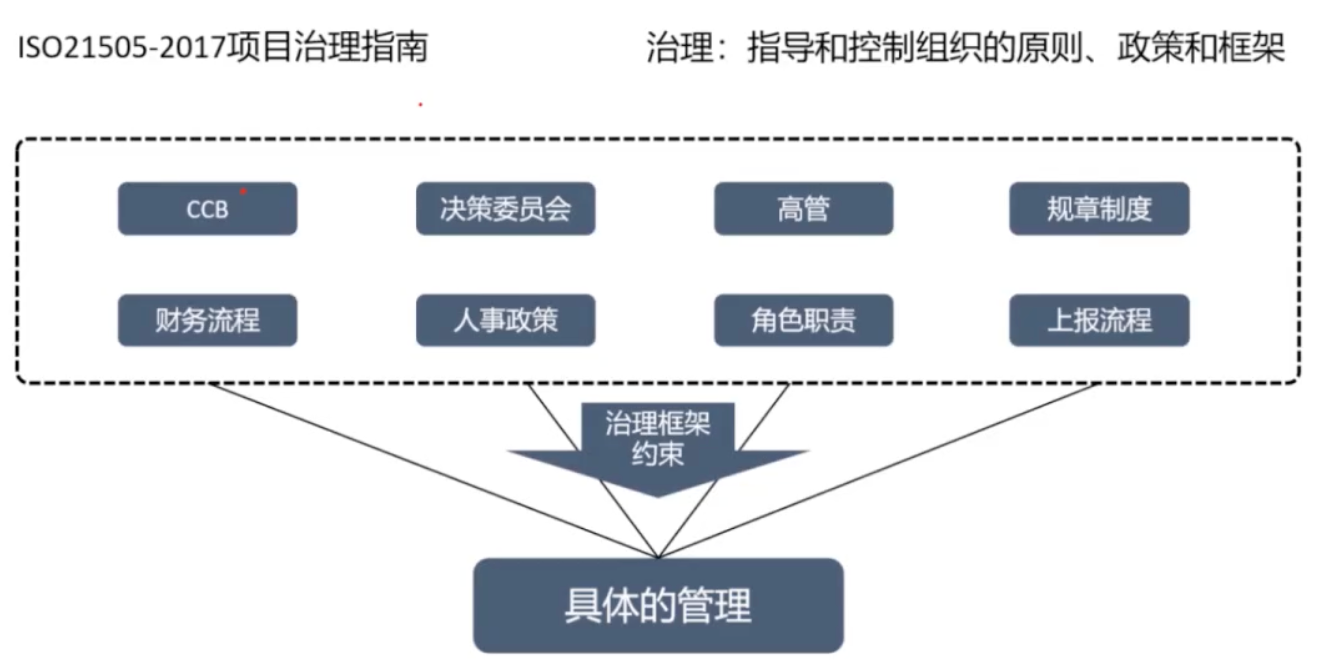 ISO21505-2017项目治理指南
治理：指导和控制组织的原则、政策和框架
CCB
决策委员会
高管
规章制度
财务流程
人事政策
角色职责
上报流程
治理框架
约束
具体的管理